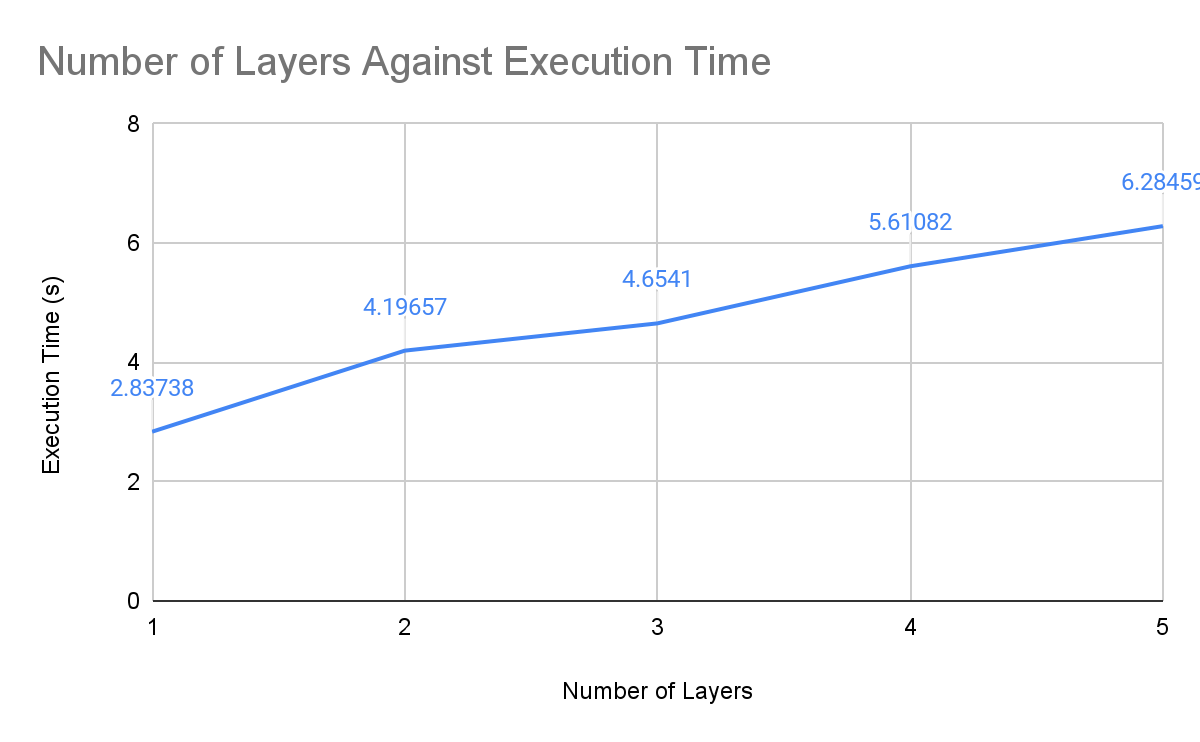 Number of Layers Against Execution Time
8
6
4
2
0
Execution Time (s)
2.83738
4.19657
4.6541
5.61082
6.28459
1 2 3 4 5
Number of Layers